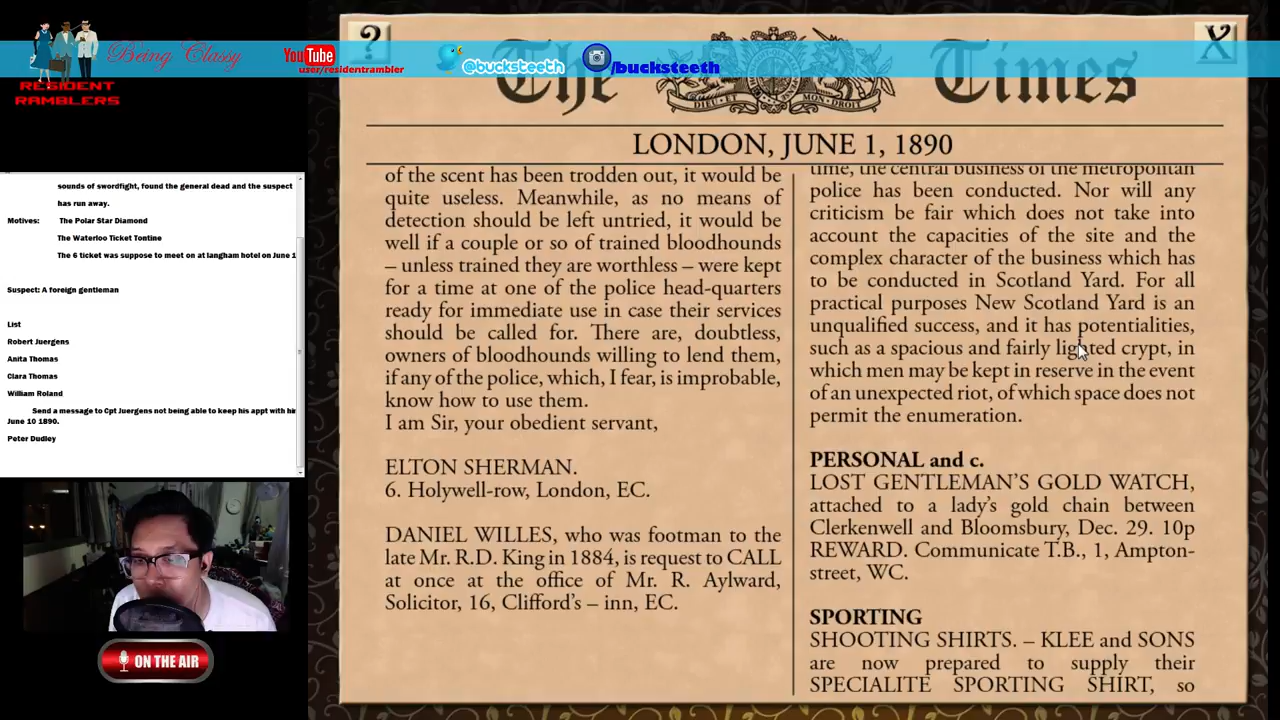 ?
X
Being Classy
RESIDENT
RAMBLERS
YouTube
user/residentrambler
@bucksteeth
/bucksteeth
The Times
DIEU ET MON DROIT
LONDON, JUNE 1, 1890
of the scent has been trodden out, it would be
quite useless. Meanwhile, as no means of
detection should be left untried, it would be
well if a couple or so of trained bloodhounds
– unless trained they are worthless – were kept
for a time at one of the police head-quarters
ready for immediate use in case their services
should be called for. There are, doubtless,
owners of bloodhounds willing to lend them,
if any of the police, which, I fear, is improbable,
know how to use them.
I am Sir, your obedient servant,
ELTON SHERMAN.
6. Holywell-row, London, EC.
DANIEL WILLES, who was footman to the
late Mr. R.D. King in 1884, is request to CALL
at once at the office of Mr. R. Aylward,
Solicitor, 16, Clifford's – inn, EC.
time, the central business of the metropolitan
police has been conducted. Nor will any
criticism be fair which does not take into
account the capacities of the site and the
complex character of the business which has
to be conducted in Scotland Yard. For all
practical purposes New Scotland Yard is an
unqualified success, and it has potentialities,
such as a spacious and fairly lighted crypt, in
which men may be kept in reserve in the event
of an unexpected riot, of which space does not
permit the enumeration.
PERSONAL and c.
LOST GENTLEMAN'S GOLD WATCH,
attached to a lady's gold chain between
Clerkenwell and Bloomsbury, Dec. 29. 10p
REWARD. Communicate T.B., 1, Ampton-
street, WC.
SPORTING
SHOOTING SHIRTS. – KLEE and SONS
are now prepared to supply their
SPECIALITE SPORTING SHIRT, so
sounds of swordfight, found the general dead and the suspect
has run away.
Motives: The Polar Star Diamond
The Waterloo Ticket Tontine
The 6 ticket was suppose to meet on at langham hotel on June 1
Suspect: A foreign gentleman
List
Robert Juergens
Anita Thomas
Clara Thomas
William Roland
Send a message to Cpt Juergens not being able to keep his appt with hi
June 10 1890.
Peter Dudley
ON THE AIR